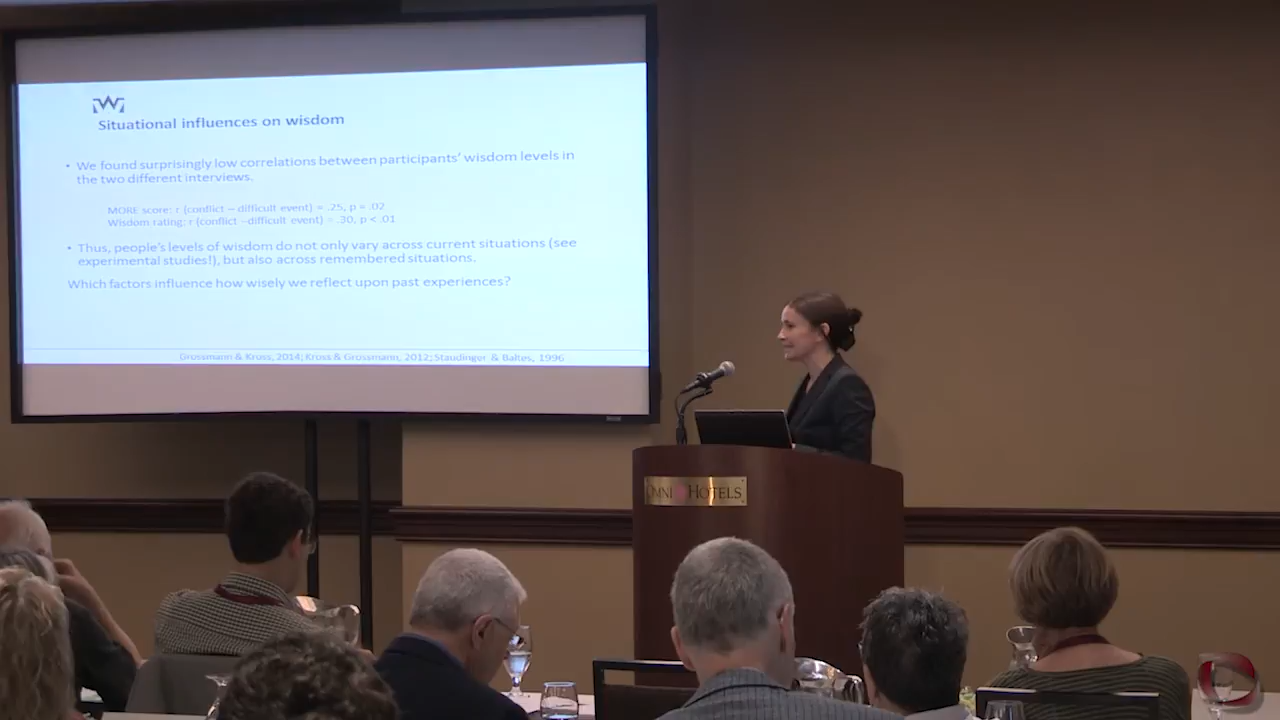 W
Situational influences on wisdom
• We found surprisingly low correlations between participants' wisdom levels in
the two different interviews.
MORE score: r (conflict – difficult event) = .25, p = .02
Wisdom rating: r (conflict –difficult event) = .30, p < .01
• Thus, people's levels of wisdom do not only vary across current situations (see
experimental studies!), but also across remembered situations.
Which factors influence how wisely we reflect upon past experiences?
Grossmann & Kross, 2014; Kross & Grossmann, 2012; Staudinger & Baltes, 1996
OMNI HOTELS